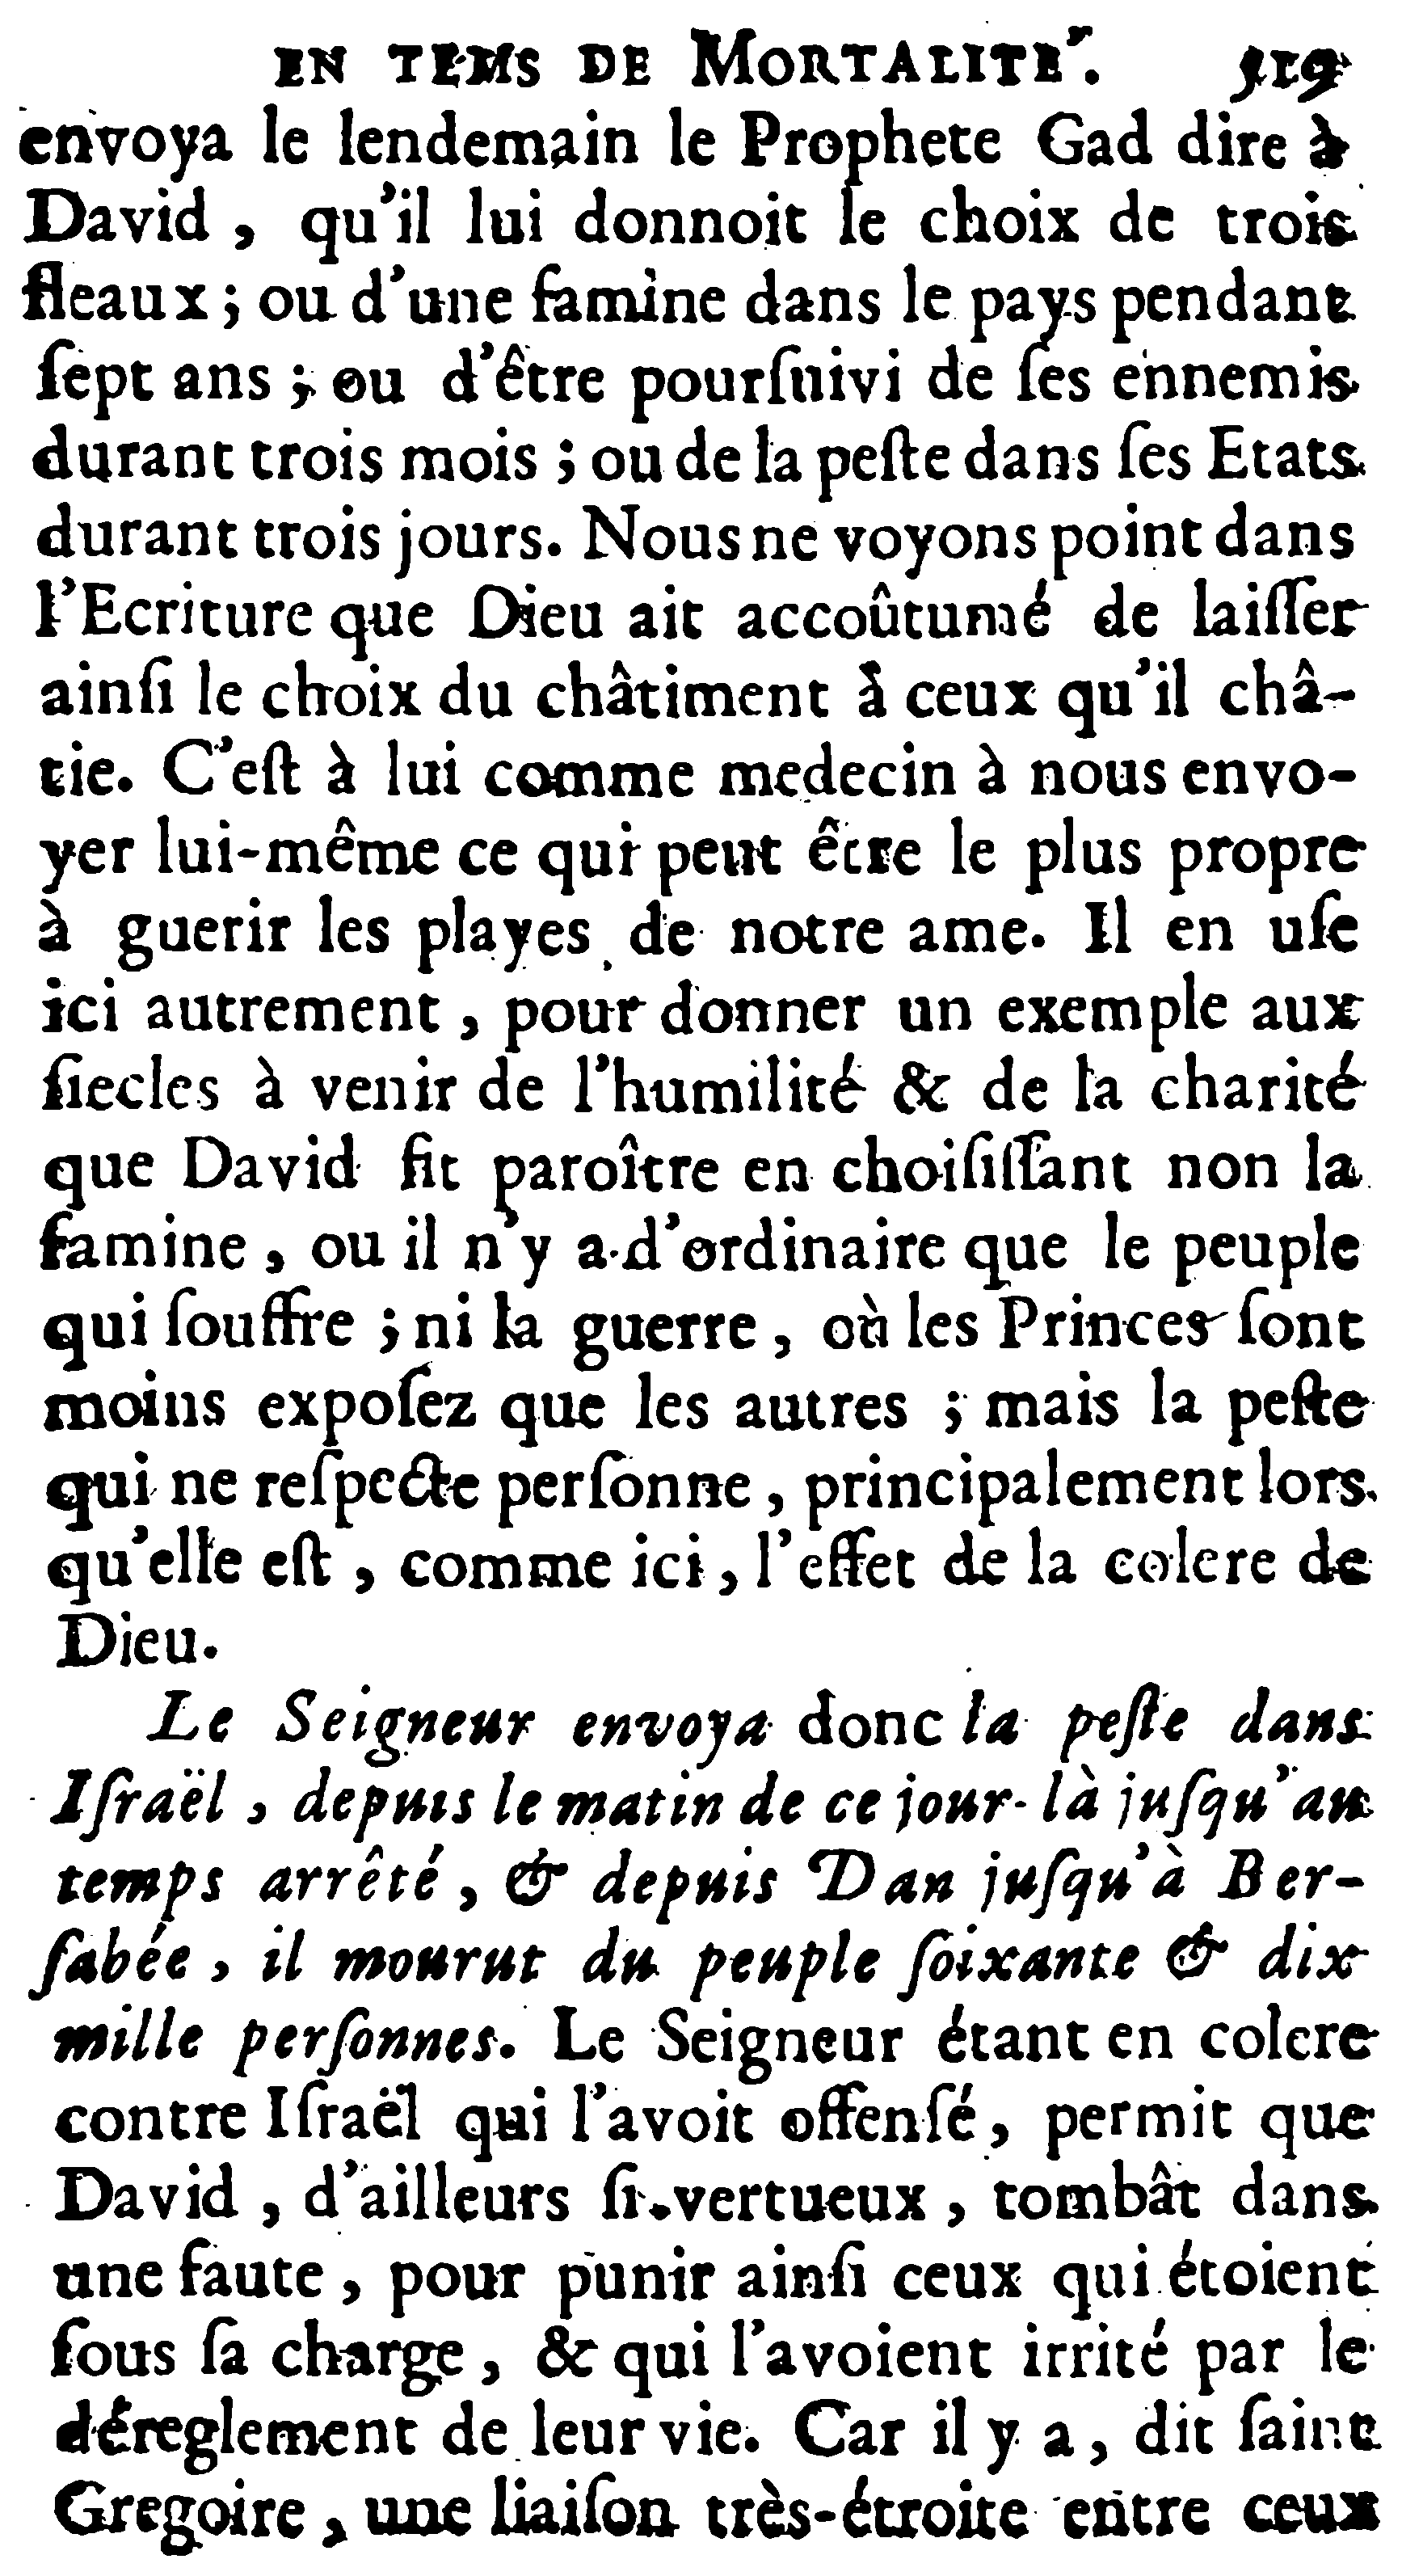 EN TEMS DE MORTALITE'. 519
envoya le lendemain le Prophete Gad dire à
David , qu'il lui donnoit le choix de trois
fleaux ; ou d'une famine dans le pays pendant
ſept ans ; ou d'être pourſuivi de ſes ennemis
durant trois mois ; ou de la peſte dans ſes Etats
durant trois jours. Nous ne voyons point dans
l'Ecriture que Dieu ait accoûtumé de laiſſer
ainſi le choix du châtiment à ceux qu'il châ-
tie. C'eſt à lui comme medecin à nous envo-
yer lui-même ce qui peut être le plus propre
à guerir les playes de notre ame. Il en uſe
ici autrement , pour donner un exemple aux
ſiecles à venir de l'humilité & de la charité
que David fit paroître en choiſiſſant non la
famine , ou il n'y a d'ordinaire que le peuple
qui ſouffre ; ni la guerre , où les Princes ſont
moins expoſez que les autres ; mais la peſte
qui ne reſpecte perſonne , principalement lors-
qu'elle eſt , comme ici , l'effet de la colere de
Dieu.
Le Seigneur envoya donc la peſte dans
Iſraël , depuis le matin de ce jour-là juſqu'au
temps arrêté , & depuis Dan juſqu'à Ber-
ſabée , il mourut du peuple ſoixante & dix
mille perſonnes. Le Seigneur étant en colere
contre Iſraël qui l'avoit offenſé , permit que
David , d'ailleurs ſi vertueux , tombât dans
une faute , pour punir ainſi ceux qui étoient
ſous ſa charge , & qui l'avoient irrité par le
déreglement de leur vie. Car il y a , dit ſaint
Gregoire , une liaiſon très-étroite entre ceux